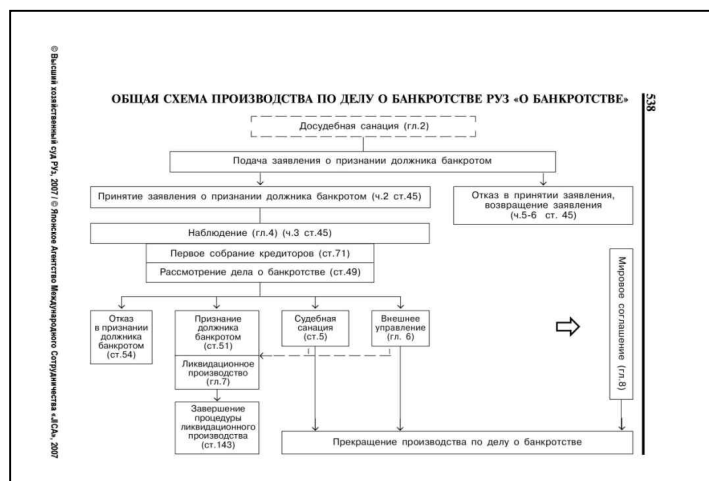 ОБЩАЯ СХЕМА ПРОИЗВОДСТВА ПО ДЕЛУ О БАНКРОТСТВЕ РУЗ «О БАНКРОТСТВЕ»
538
Досудебная санация (гл.2)
Подача заявления о признании должника банкротом
Принятие заявления о признании должника банкротом (ч.2 ст.45)
Отказ в принятии заявления,
возвращение заявления
(ч.5-6 ст. 45)
Наблюдение (гл.4) (ч.3 ст.45)
Первое собрание кредиторов (ст.71)
Рассмотрение дела о банкротстве (ст.49)
Отказ
в признании
должника
банкротом
(ст.54)
Признание
должника
банкротом
(ст.51)
Судебная
санация
(ст.5)
Внешнее
управление
(гл. 6)
Мировое соглашение (гл.8)
Ликвидационное
производство
(гл.7)
Завершение
процедуры
ликвидационного
производства
(ст.143)
Прекращение производства по делу о банкротстве
© Высший хозяйственный суд РУз, 2007 / © Японское Агентство Международного Сотрудничества «JICA», 2007